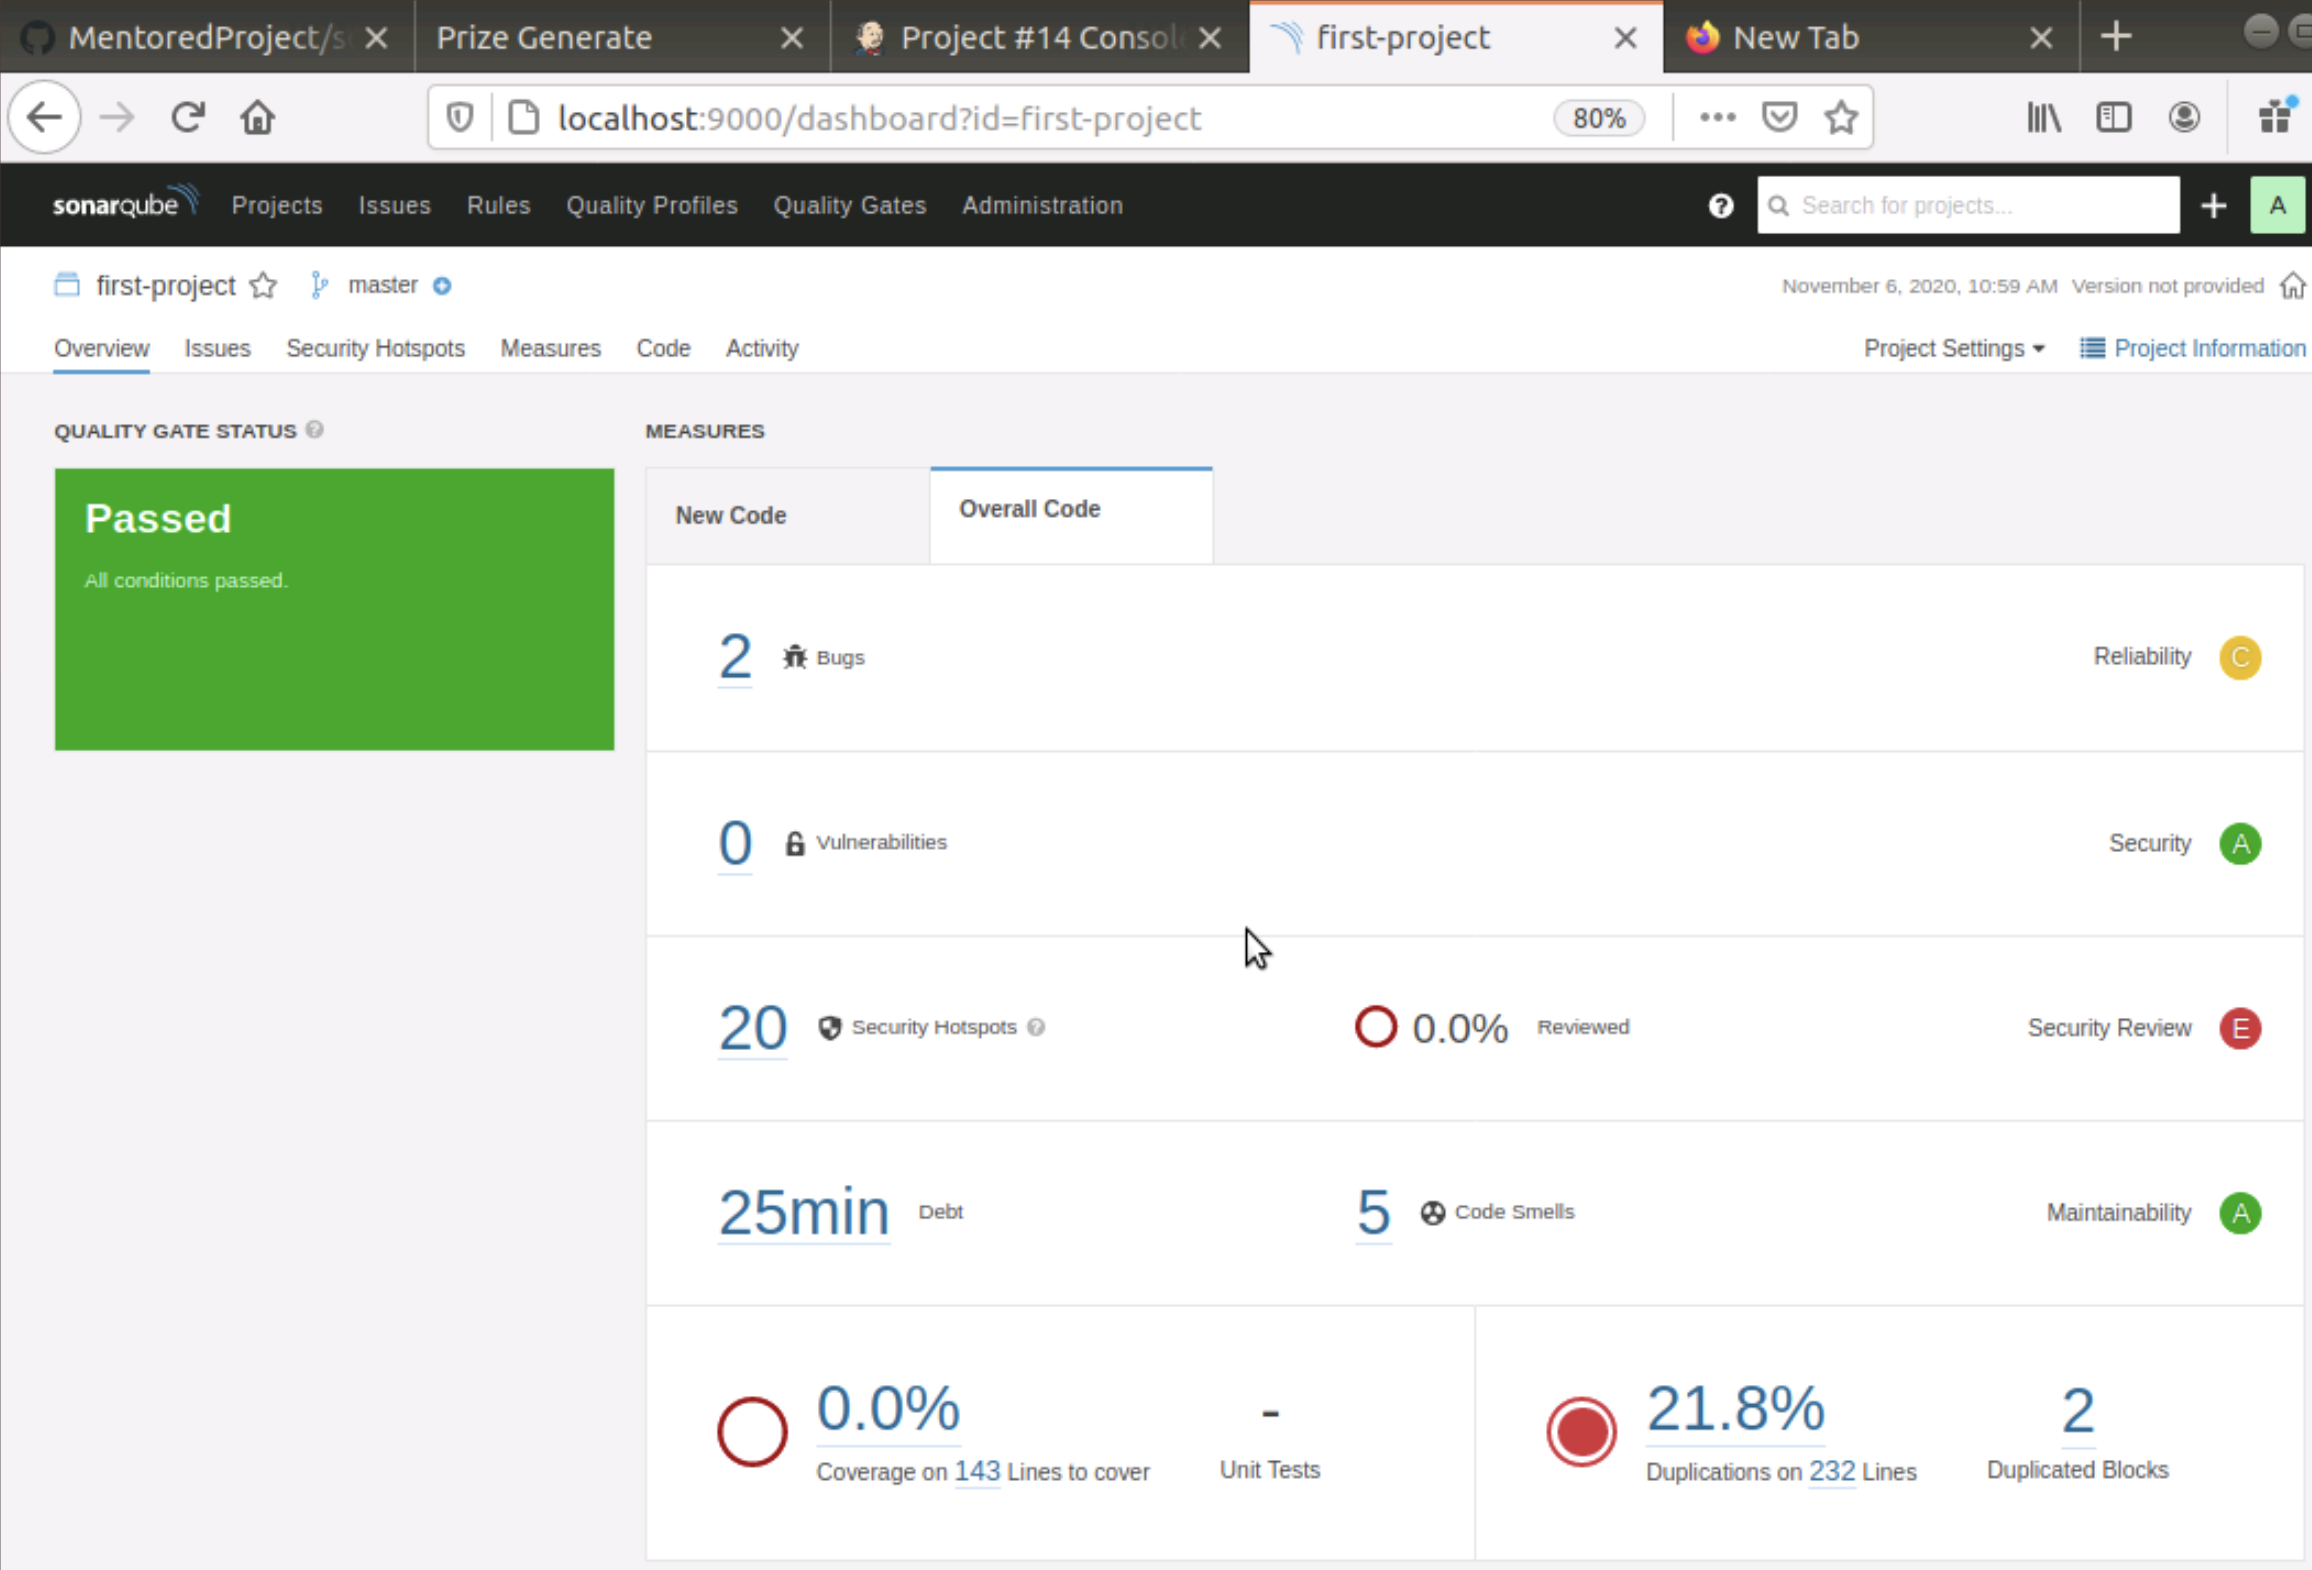 MentoredProject/s
Prize Generate
Project #14 Consol
first-project
New Tab
localhost:9000/dashboard?id=first-project
80%
sonarqube Projects Issues Rules Quality Profiles Quality Gates Administration
Search for projects...
A
first-project master
November 6, 2020, 10:59 AM Version not provided
Overview Issues Security Hotspots Measures Code Activity
Project Settings Project Information
QUALITY GATE STATUS
Passed
All conditions passed.
MEASURES
New Code
Overall Code
2 Bugs
Reliability C
0 Vulnerabilities
Security A
20 Security Hotspots
0.0% Reviewed
Security Review E
25min Debt
5 Code Smells
Maintainability A
0.0%
Coverage on 143 Lines to cover
-
Unit Tests
21.8%
Duplications on 232 Lines
2
Duplicated Blocks